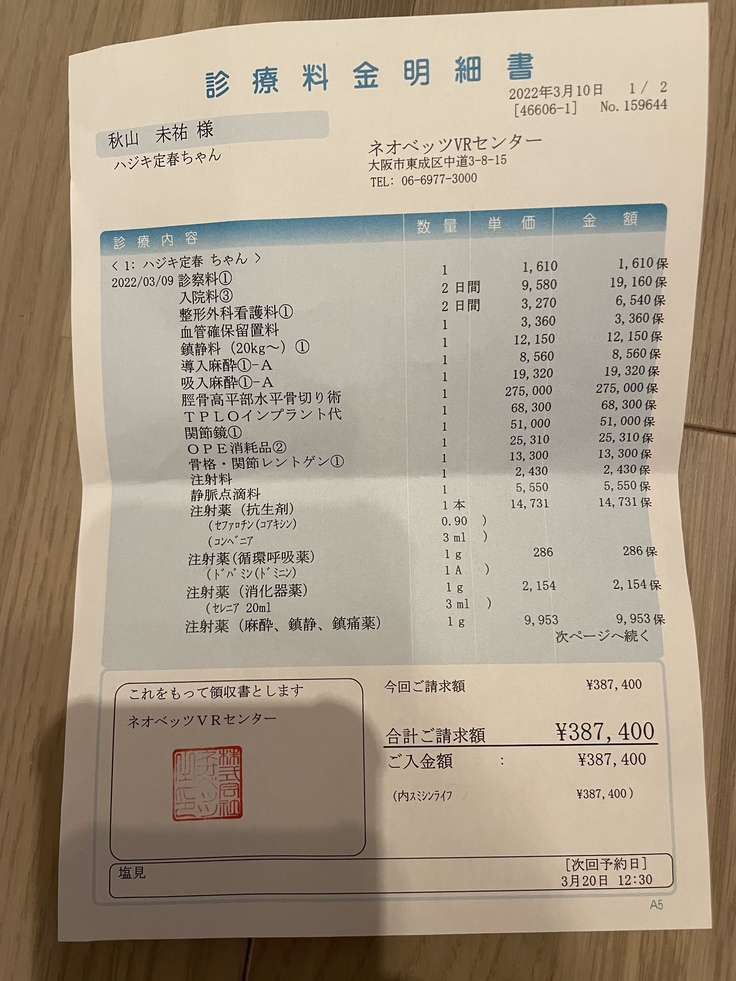 診療料金明細書
2022年3月10日 1 / 2
[46606-1] No. 159644
秋山 未祐 様
ハジキ定春ちゃん
ネオベッツVRセンター
大阪市東成区中道3-8-15
TEL: 06-6977-3000
診療内容 数量 単価 金額
< 1: ハジキ定春 ちゃん >
2022/03/09 診察料① 1 1,610 1,610保
入院料③ 2 日間 9,580 19,160保
整形外科看護料① 2 日間 3,270 6,540保
血管確保留置料 1 3,360 3,360保
鎮静料(20kg~)① 1 12,150 12,150保
導入麻酔①-A 1 8,560 8,560保
吸入麻酔①-A 1 19,320 19,320保
脛骨高平部水平骨切り術 1 275,000 275,000保
TPLOインプラント代 1 68,300 68,300保
関節鏡① 1 51,000 51,000保
OPE消耗品② 1 25,310 25,310保
骨格・関節レントゲン① 1 13,300 13,300保
注射料 1 2,430 2,430保
静脈点滴料 1 5,550 5,550保
注射薬(抗生剤) 1 本 14,731 14,731保
(セファロチン(コアキシン) 0.90 )
(コンベニア 3 ml )
注射薬(循環呼吸薬) 1 g 286 286保
(ドパミン(ドミニン) 1 A )
注射薬(消化器薬) 1 g 2,154 2,154保
(セレニア 20ml 3 ml )
注射薬(麻酔、鎮静、鎮痛薬) 1 g 9,953 9,953保
次ページへ続く
これをもって領収書とします
ネオベッツVRセンター
今回ご請求額 ¥387,400
合計ご請求額 ¥387,400
ご入金額 : ¥387,400
(内スミシンライフ ¥387,400)
塩見
[次回予約日]
3月20日 12:30
A5